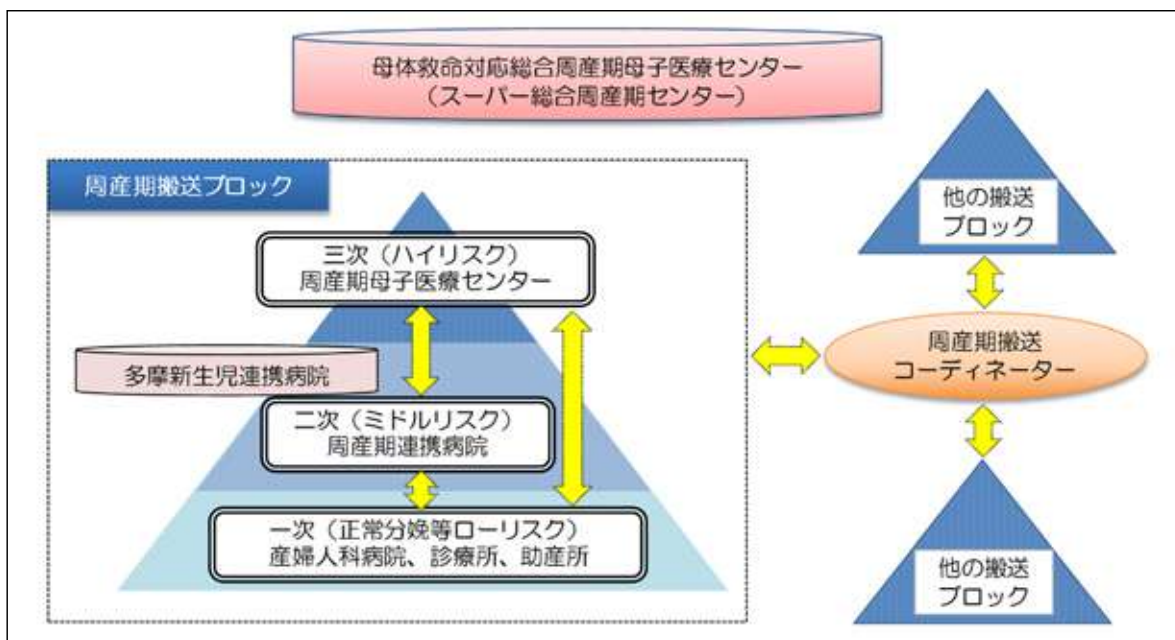 母体救命対応総合周産期母子医療センター
（スーパー総合周産期センター）
周産期搬送ブロック
三次（ハイリスク）
周産期母子医療センター
多摩新生児連携病院
二次（ミドルリスク）
周産期連携病院
一次（正常分娩等ローリスク）
産婦人科病院、診療所、助産所
他の搬送
ブロック
周産期搬送
コーディネーター
他の搬送
ブロック